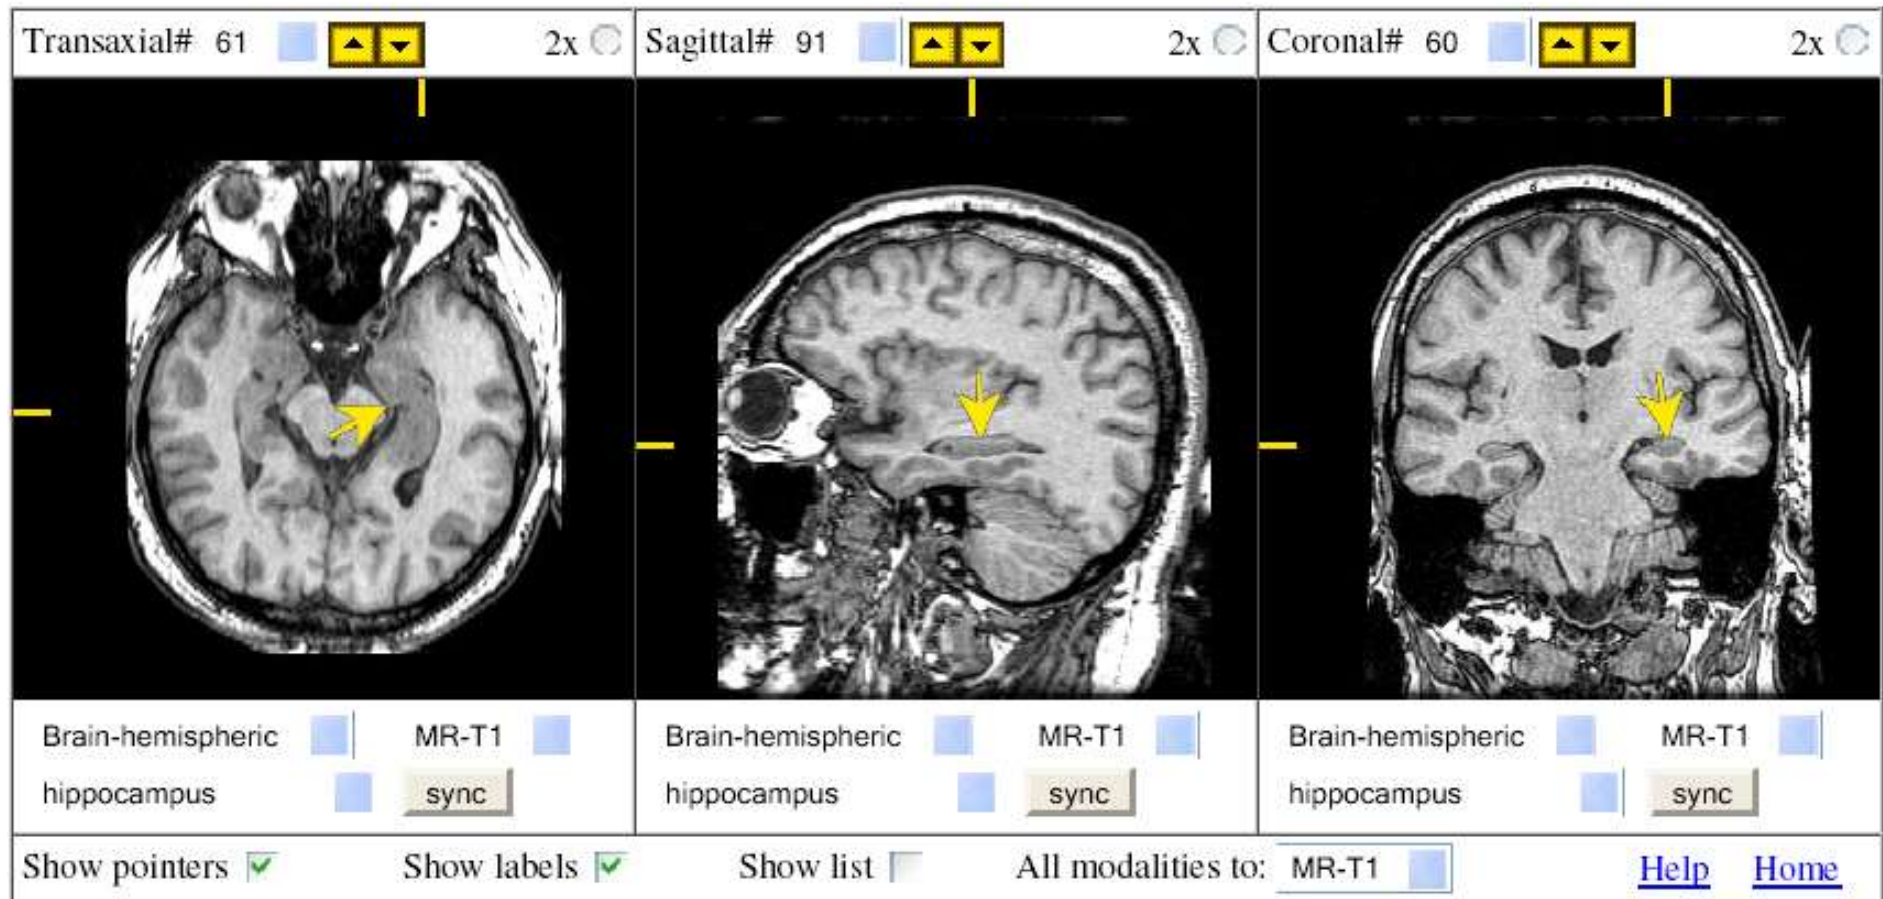 Transaxial# 61 2x Sagittal# 91 2x Coronal# 60 2x
Brain-hemispheric MR-T1 Brain-hemispheric MR-T1 Brain-hemispheric MR-T1
hippocampus sync hippocampus sync hippocampus sync
Show pointers Show labels Show list All modalities to: MR-T1 Help Home